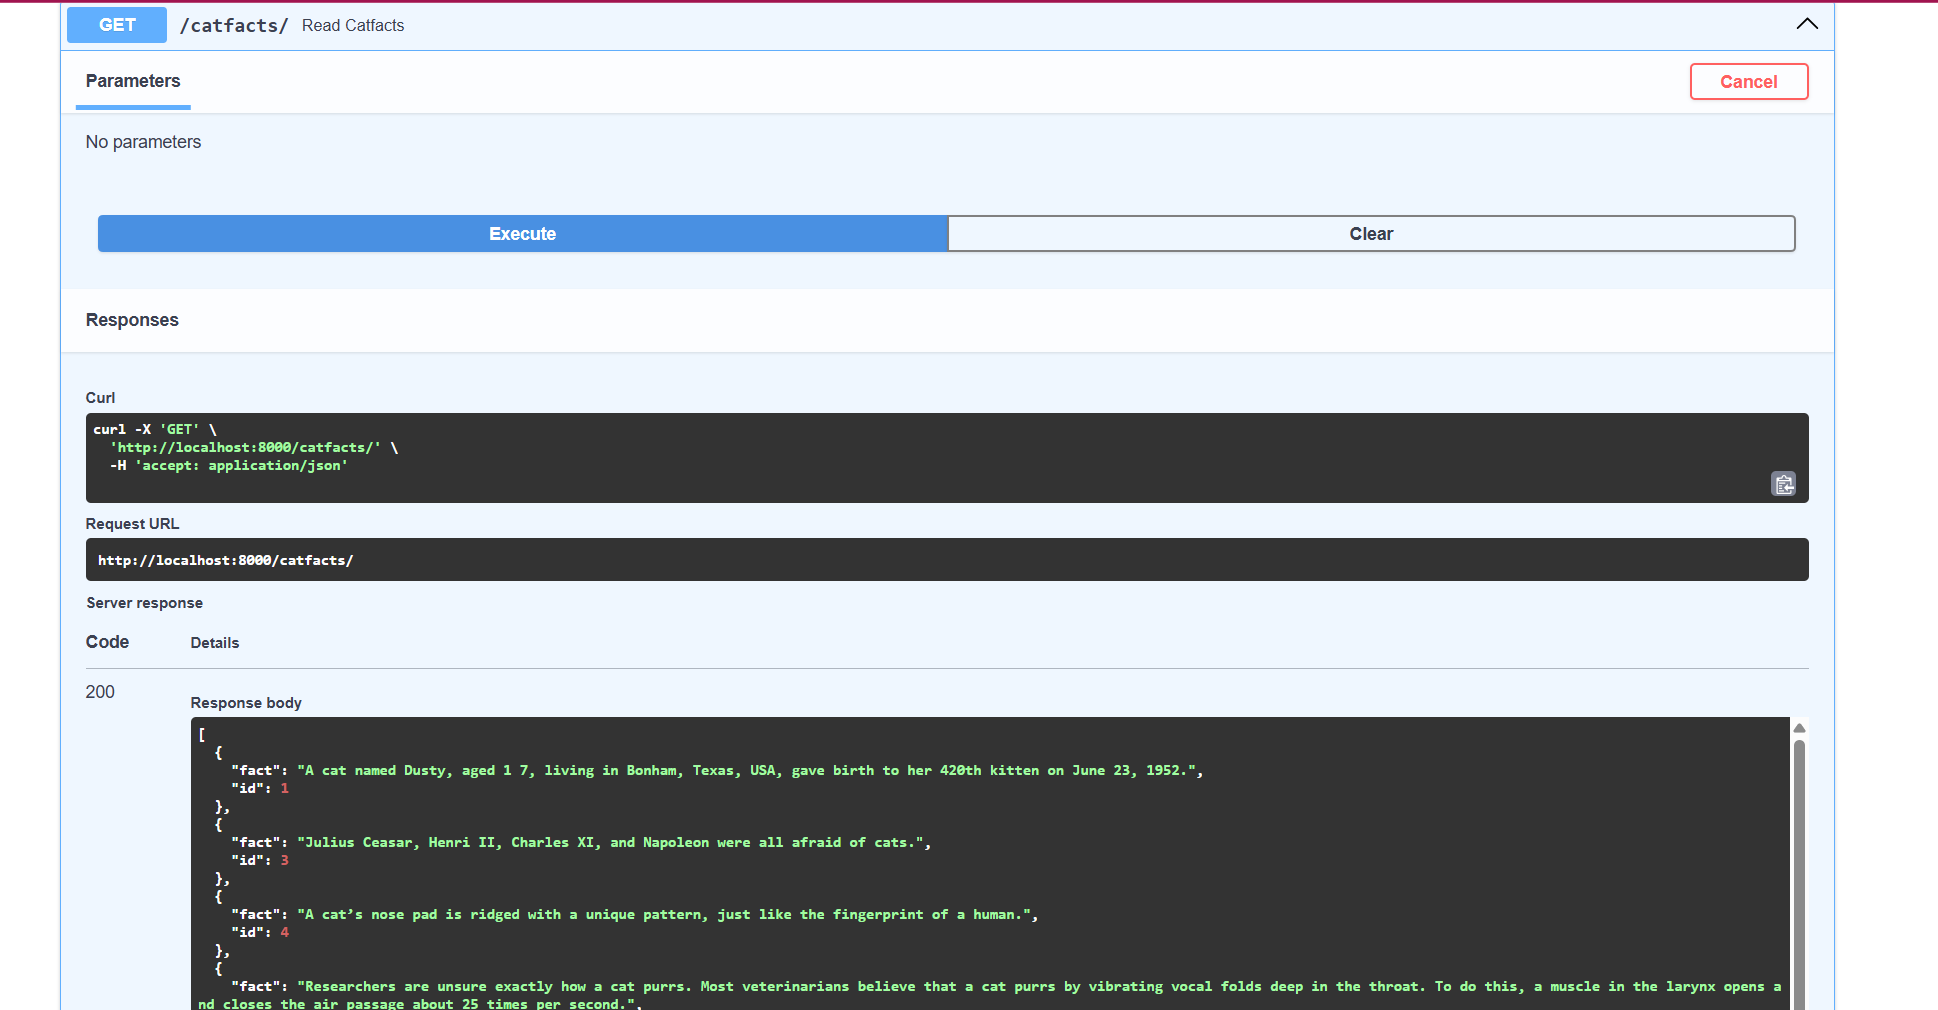 GET /catfacts/ Read Catfacts
Parameters
Cancel
No parameters
Execute
Clear
Responses
Curl
curl -X 'GET' \
  'http://localhost:8000/catfacts/' \
  -H 'accept: application/json'
Request URL
http://localhost:8000/catfacts/
Server response
Code Details
200
Response body
[
  {
    "fact": "A cat named Dusty, aged 1 7, living in Bonham, Texas, USA, gave birth to her 420th kitten on June 23, 1952.",
    "id": 1
  },
  {
    "fact": "Julius Ceasar, Henri II, Charles XI, and Napoleon were all afraid of cats.",
    "id": 3
  },
  {
    "fact": "A cat’s nose pad is ridged with a unique pattern, just like the fingerprint of a human.",
    "id": 4
  },
  {
    "fact": "Researchers are unsure exactly how a cat purrs. Most veterinarians believe that a cat purrs by vibrating vocal folds deep in the throat. To do this, a muscle in the larynx opens a
nd closes the air passage about 25 times per second.",